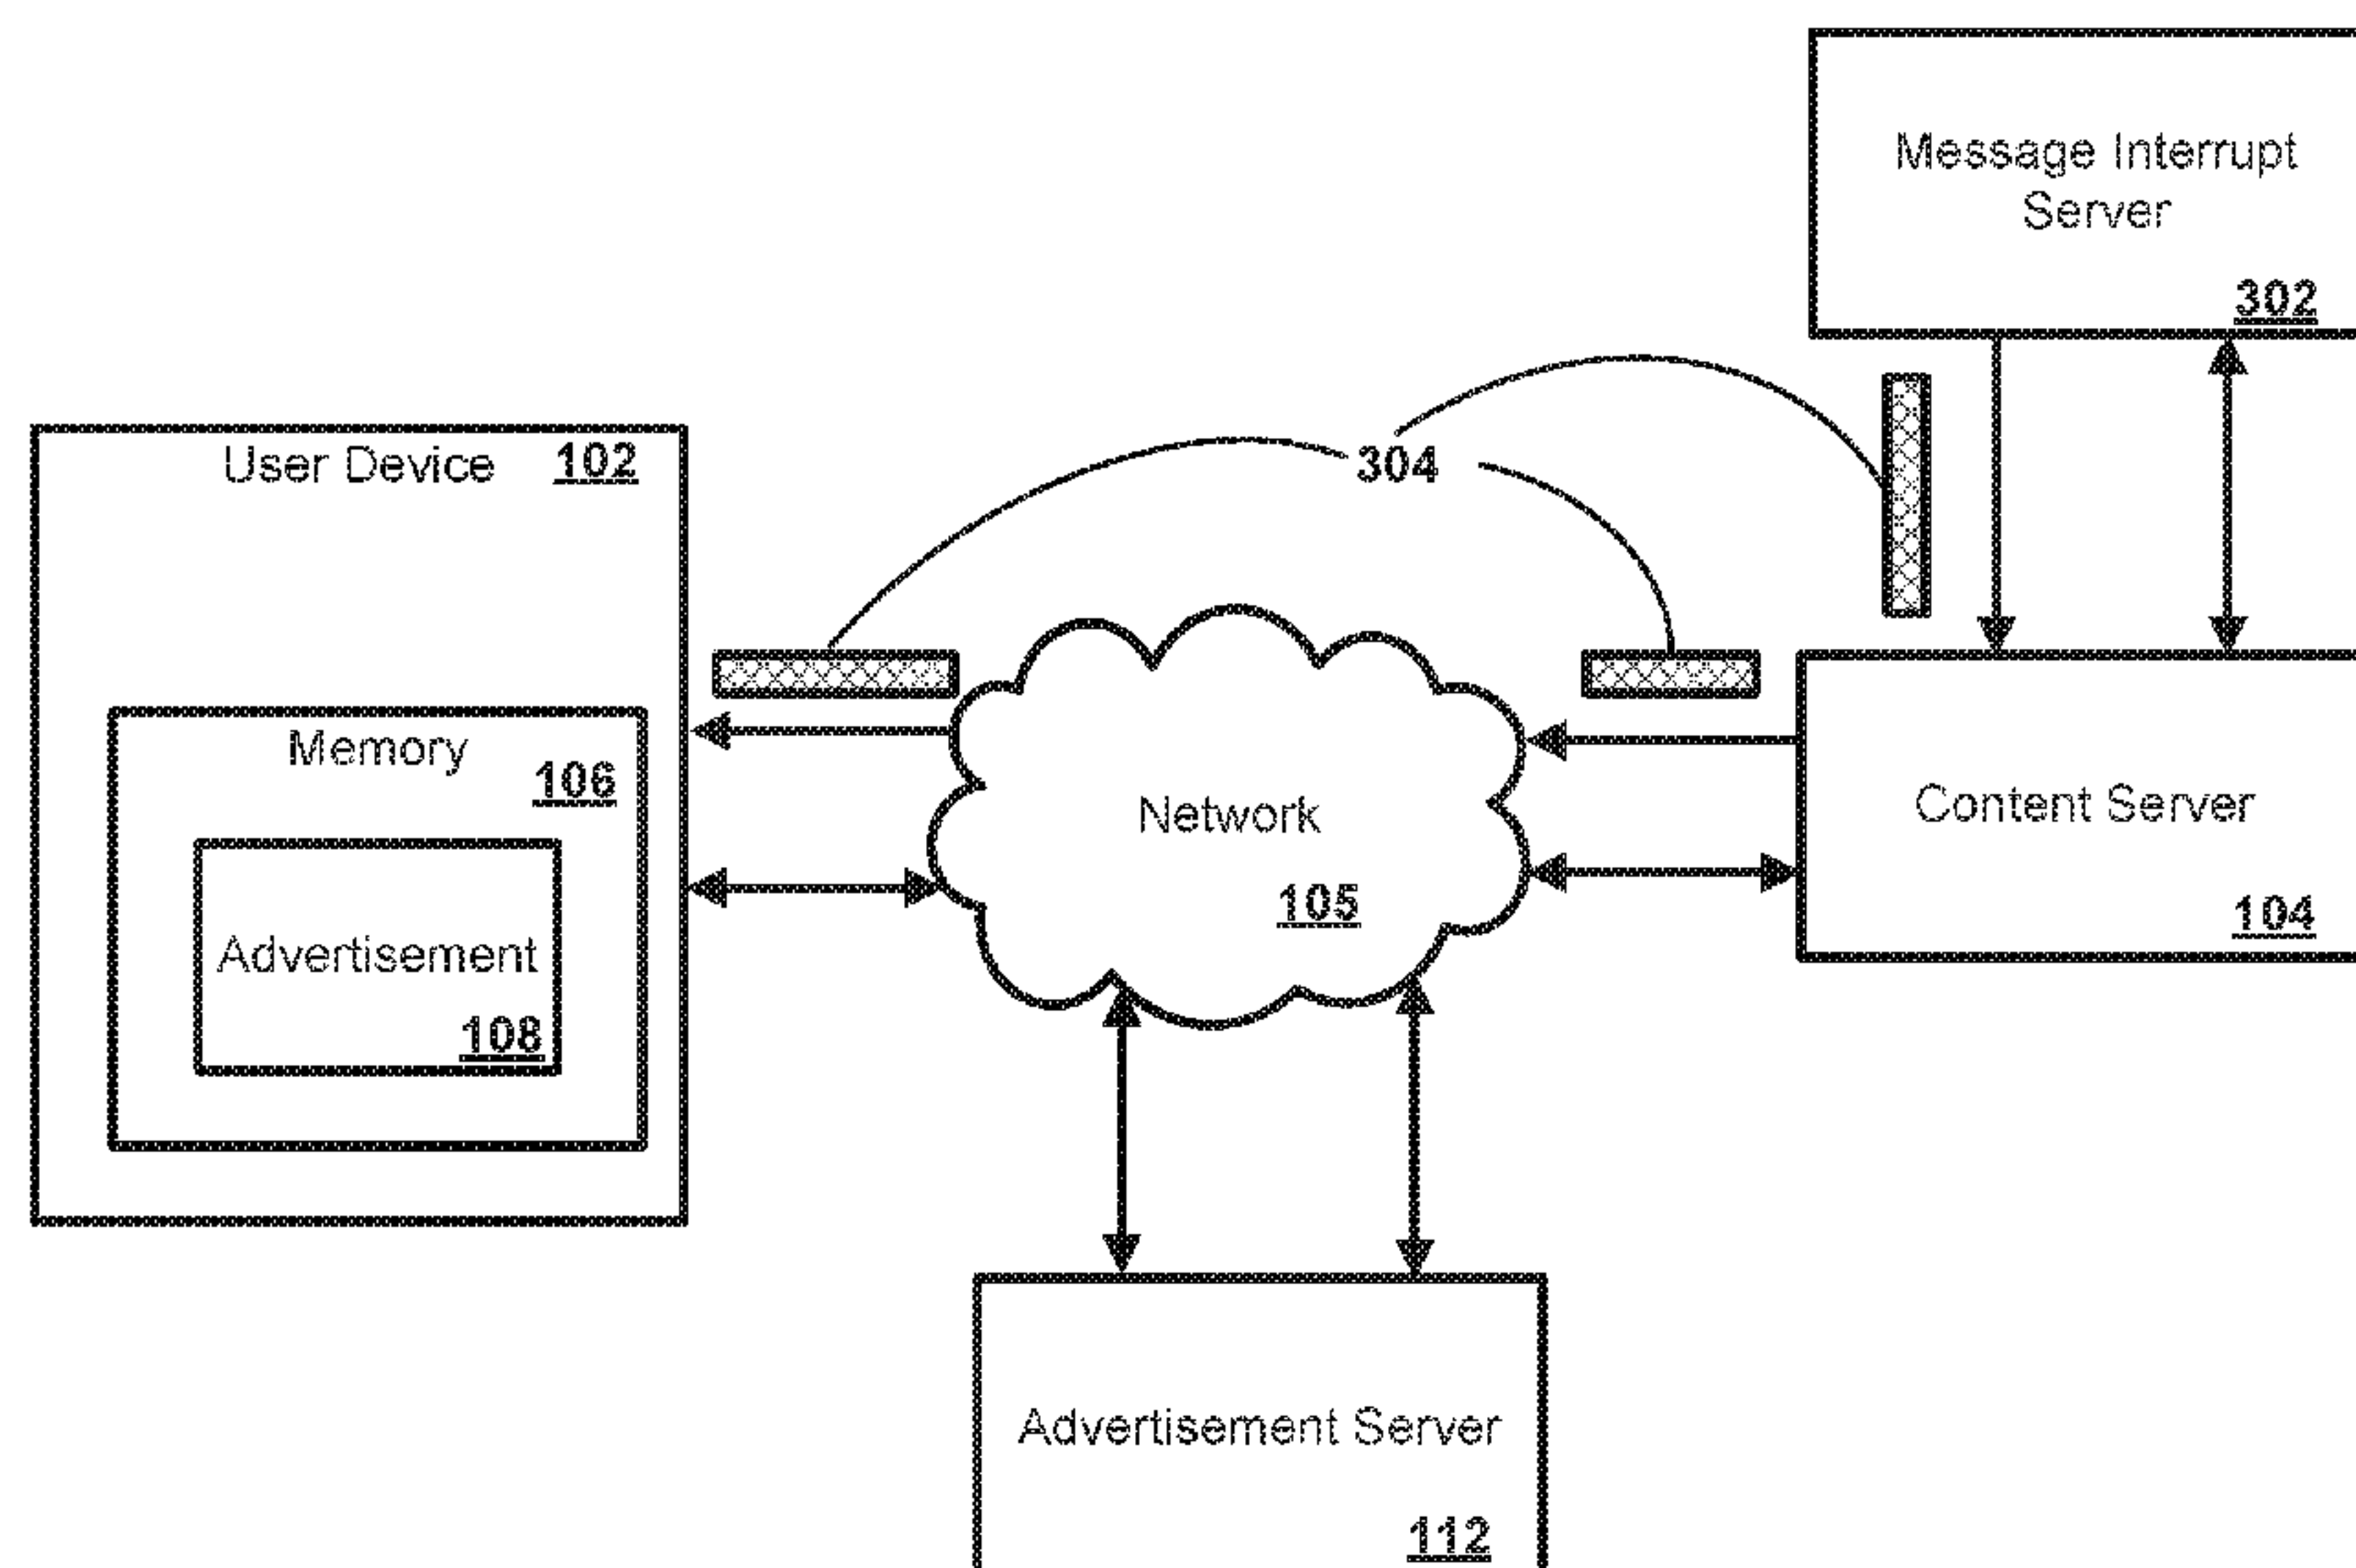 Message Interrupt
Server
302
304
User Device 102
Memory
106
Advertisement
108
Network
105
Content Server
104
Advertisement Server
112